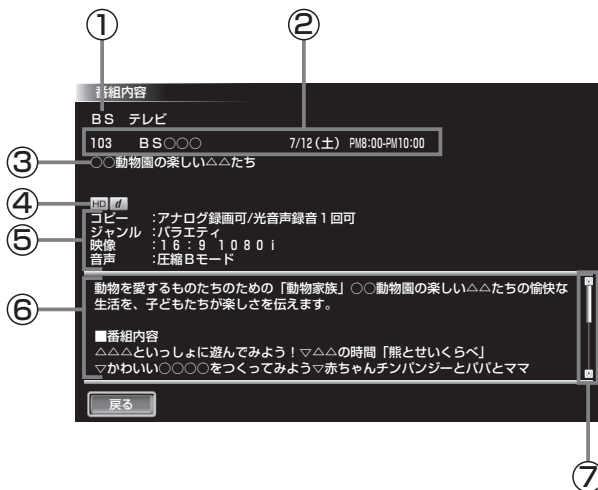 ① ②
番組内容
BS テレビ
103 BS○○○ 7/12(土) PM8:00-PM10:00
③ ○○動物園の楽しい△△たち
④ HD d
⑤ コピー :アナログ録画可/光音声録音1回可
ジャンル :バラエティ
映像 :16:9 1080i
音声 :圧縮Bモード
⑥ 動物を愛するものたちのための「動物家族」○○動物園の楽しい△△たちの愉快な
生活を、子どもたちが楽しさを伝えます。
■番組内容
△△△といっしょに遊んでみよう!▽△△の時間「熊とせいくらべ」
▽かわいい○○○○をつくってみよう▽赤ちゃんチンパンジーとパパとママ
戻る
⑦